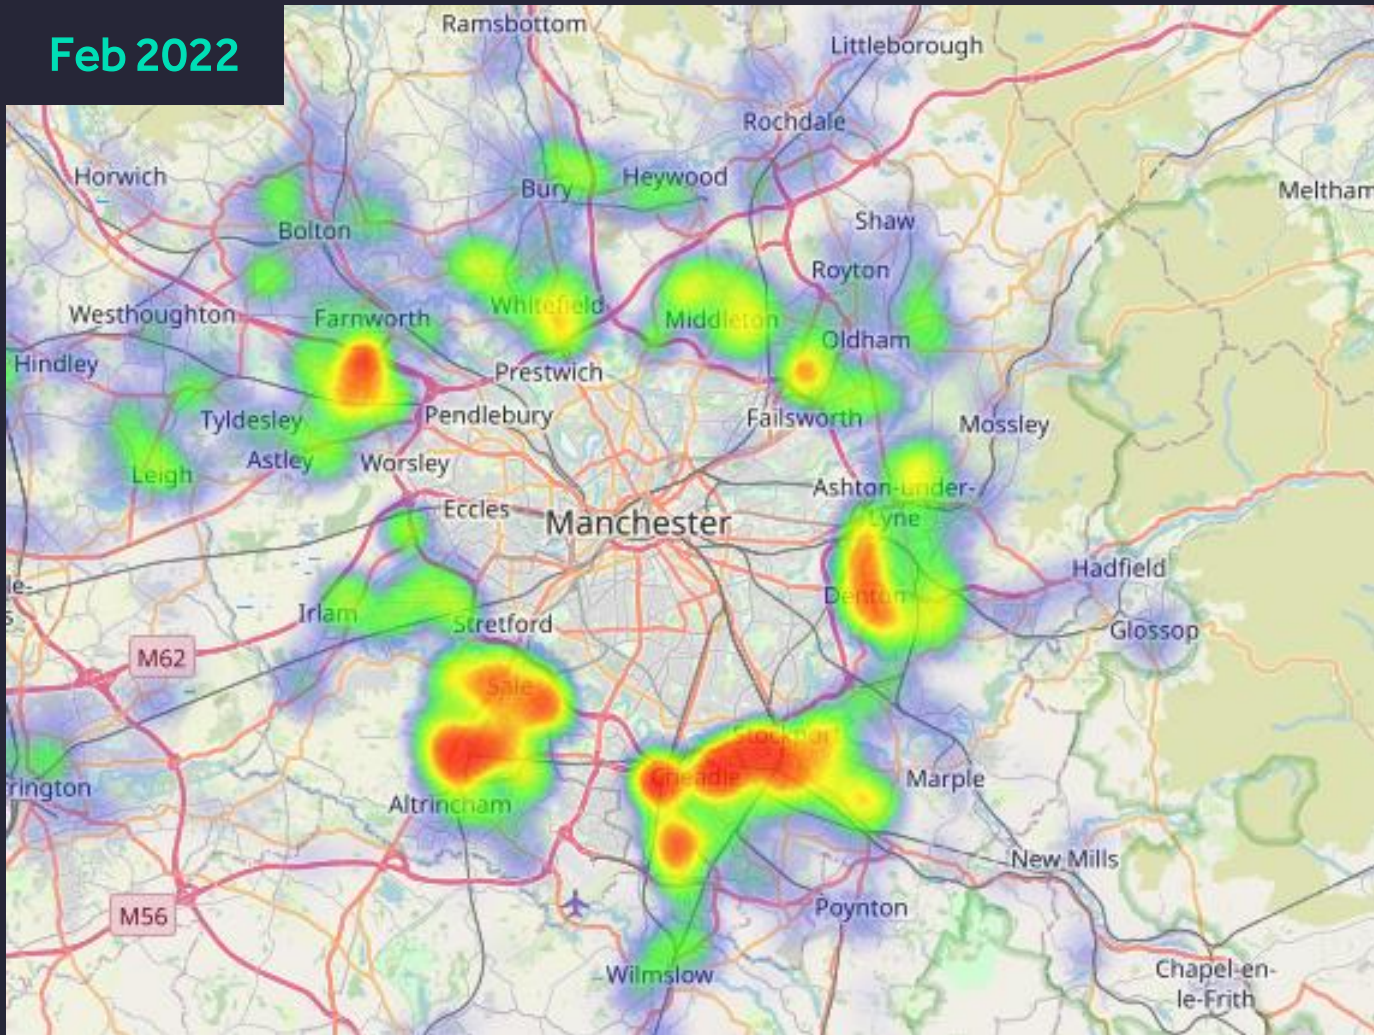 Feb 2022
Ramsbottom
Littleborough
Rochdale
Horwich
Bury
Heywood
Meltham
Shaw
Bolton
Royton
Westhoughton
Farnworth
Whitefield
Middleton
Oldham
Hindley
Prestwich
Tyldesley
Pendlebury
Failsworth
Mossley
Leigh
Astley
Worsley
Ashton-under-
Lyne
Eccles
Manchester
Hadfield
Denton
Irlam
Stretford
Glossop
M62
Sale
Stockport
Cheadle
Marple
rrington
Altrincham
New Mills
M56
Poynton
Wilmslow
Chapel-en-
le-Frith